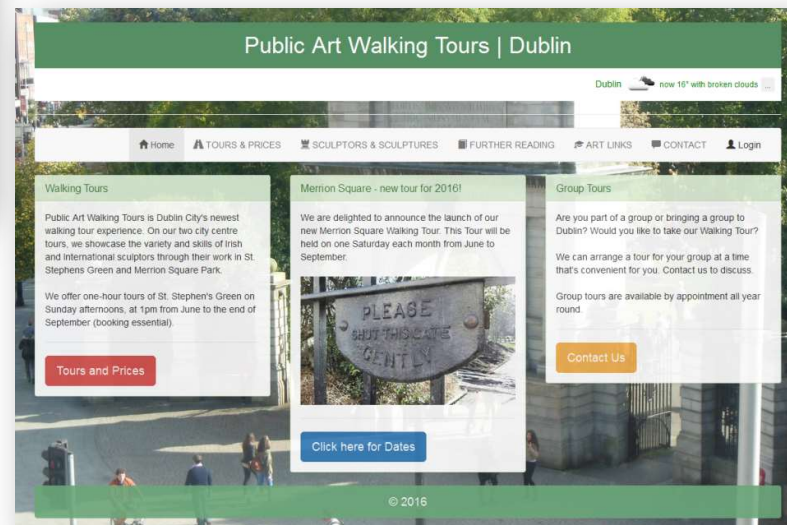 Public Art Walking Tours | Dublin
Dublin now 16° with broken clouds ...
Home TOURS & PRICES SCULPTORS & SCULPTURES FURTHER READING ART LINKS CONTACT Login
Walking Tours
Public Art Walking Tours is Dublin City's newest
walking tour experience. On our two city centre
tours, we showcase the variety and skills of Irish
and International sculptors through their work in St.
Stephens Green and Merrion Square Park.
We offer one-hour tours of St. Stephen's Green on
Sunday afternoons, at 1pm from June to the end of
September (booking essential).
Tours and Prices
Merrion Square - new tour for 2016!
We are delighted to announce the launch of our
new Merrion Square Walking Tour. This Tour will be
held on one Saturday each month from June to
September.
PLEASE
SHUT THIS GATE
GENTLY
Click here for Dates
Group Tours
Are you part of a group or bringing a group to
Dublin? Would you like to take our Walking Tour?
We can arrange a tour for your group at a time
that's convenient for you. Contact us to discuss.
Group tours are available by appointment all year
round.
Contact Us
© 2016